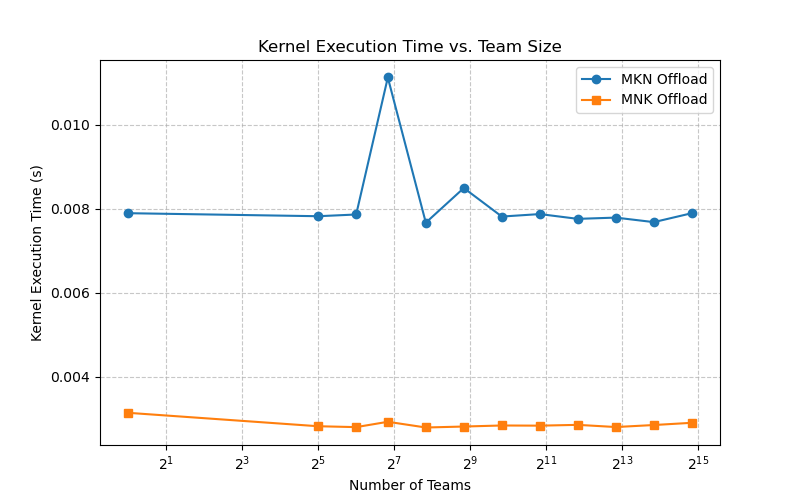 Kernel Execution Time vs. Team Size
MKN Offload
MNK Offload
Kernel Execution Time (s)
0.010
0.008
0.006
0.004
2¹ 2³ 2⁵ 2⁷ 2⁹ 2¹¹ 2¹³ 2¹⁵
Number of Teams